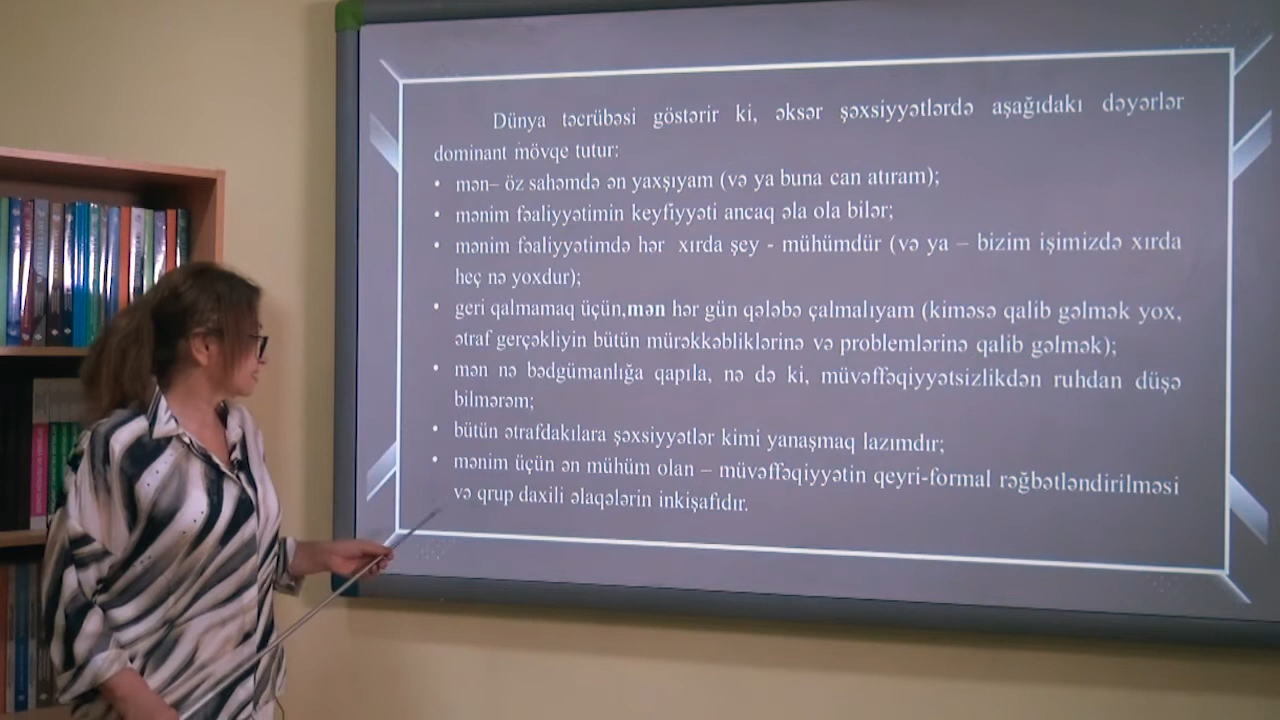 Dünya təcrübəsi göstərir ki, əksər şəxsiyyətlərdə aşağıdakı dəyərlər
dominant mövqe tutur:
• mən– öz sahəmdə ən yaxşıyam (və ya buna can atıram);
• mənim fəaliyyətimin keyfiyyəti ancaq əla ola bilər;
• mənim fəaliyyətimdə hər xırda şey - mühümdür (və ya – bizim işimizdə xırda
heç nə yoxdur);
• geri qalmamaq üçün,mən hər gün qələbə çalmalıyam (kiməsə qalib gəlmək yox,
ətraf gerçəkliyin bütün mürəkkəbliklərinə və problemlərinə qalib gəlmək);
• mən nə bədgümanlığa qapıla, nə də ki, müvəffəqiyyətsizlikdən ruhdan düşə
bilmərəm;
• bütün ətrafdakılara şəxsiyyətlər kimi yanaşmaq lazımdır;
• mənim üçün ən mühüm olan – müvəffəqiyyətin qeyri-formal rəğbətləndirilməsi
və qrup daxili əlaqələrin inkişafıdır.